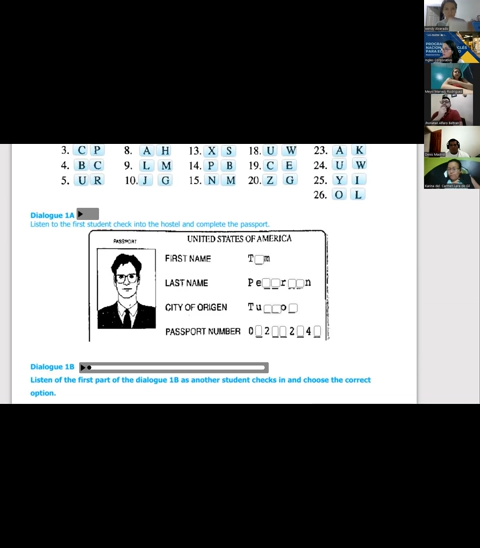 3. C P 8. A H 13. X S 18. U W 23. A K
4. B C 9. L M 14. P B 19. C E 24. U W
5. U R 10. J G 15. N M 20. Z G 25. Y I
26. O L
Dialogue 1A
Listen to the first student check into the hostel and complete the passport.
PASSPORT UNITED STATES OF AMERICA
FIRST NAME T m
LAST NAME Pe r n
CITY OF ORIGEN Tu o
PASSPORT NUMBER 0 2 2 4
Dialogue 1B
Listen of the first part of the dialogue 1B as another student checks in and choose the correct
option.